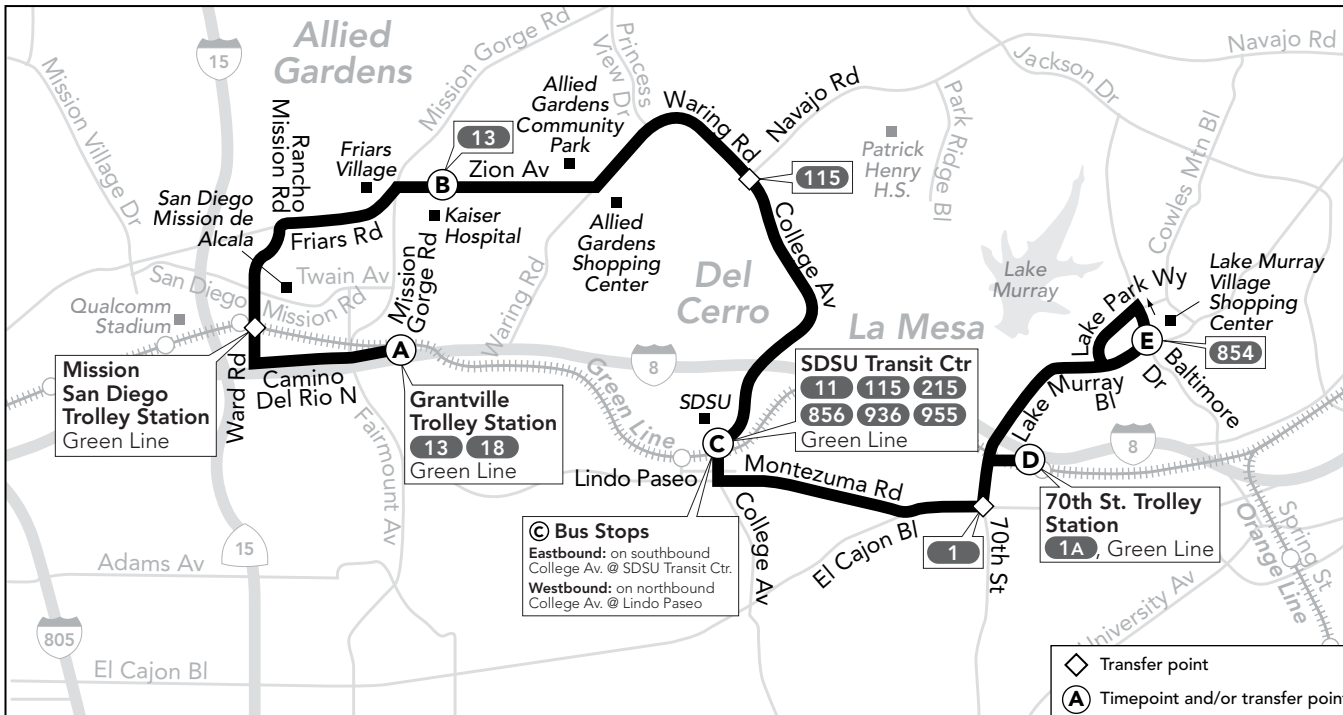 Allied
Gardens
15
Mission Village Dr
Rancho
Mission Rd
Friars
Village
Mission Gorge Rd
13
B
Zion Av
Allied
Gardens
Community
Park
Princess
View Dr
Waring Rd
Navajo Rd
Jackson Dr
Navajo Rd
Park Ridge Bl
Patrick
Henry
H.S.
115
Cowles Mtn Bl
San Diego
Mission de
Alcala
Friars Rd
Kaiser
Hospital
Allied
Gardens
Shopping
Center
College Av
Del
Cerro
Lake
Murray
Lake Park Wy
Lake Murray
Village
Shopping
Center
E
854
Twain Av
San Diego Mission Rd
Mission
Gorge Rd
Waring Rd
Qualcomm
Stadium
La Mesa
8
A
Mission
San Diego
Trolley Station
Green Line
Ward Rd
Camino
Del Rio N
Grantville
Trolley Station
13 18
Green Line
Fairmount Av
Green Line
SDSU
C
SDSU Transit Ctr
11 115 215
856 936 955
Green Line
Lake Murray
Bl
Baltimore
Dr
8
D
Lindo Paseo
Montezuma Rd
College Av
El Cajon Bl
1
70th St
70th St. Trolley
Station
1A, Green Line
Spring St
Orange Line
University Av
C Bus Stops
Eastbound: on southbound
College Av. @ SDSU Transit Ctr.
Westbound: on northbound
College Av. @ Lindo Paseo
Adams Av
15
805
El Cajon Bl
Transfer point
A Timepoint and/or transfer point